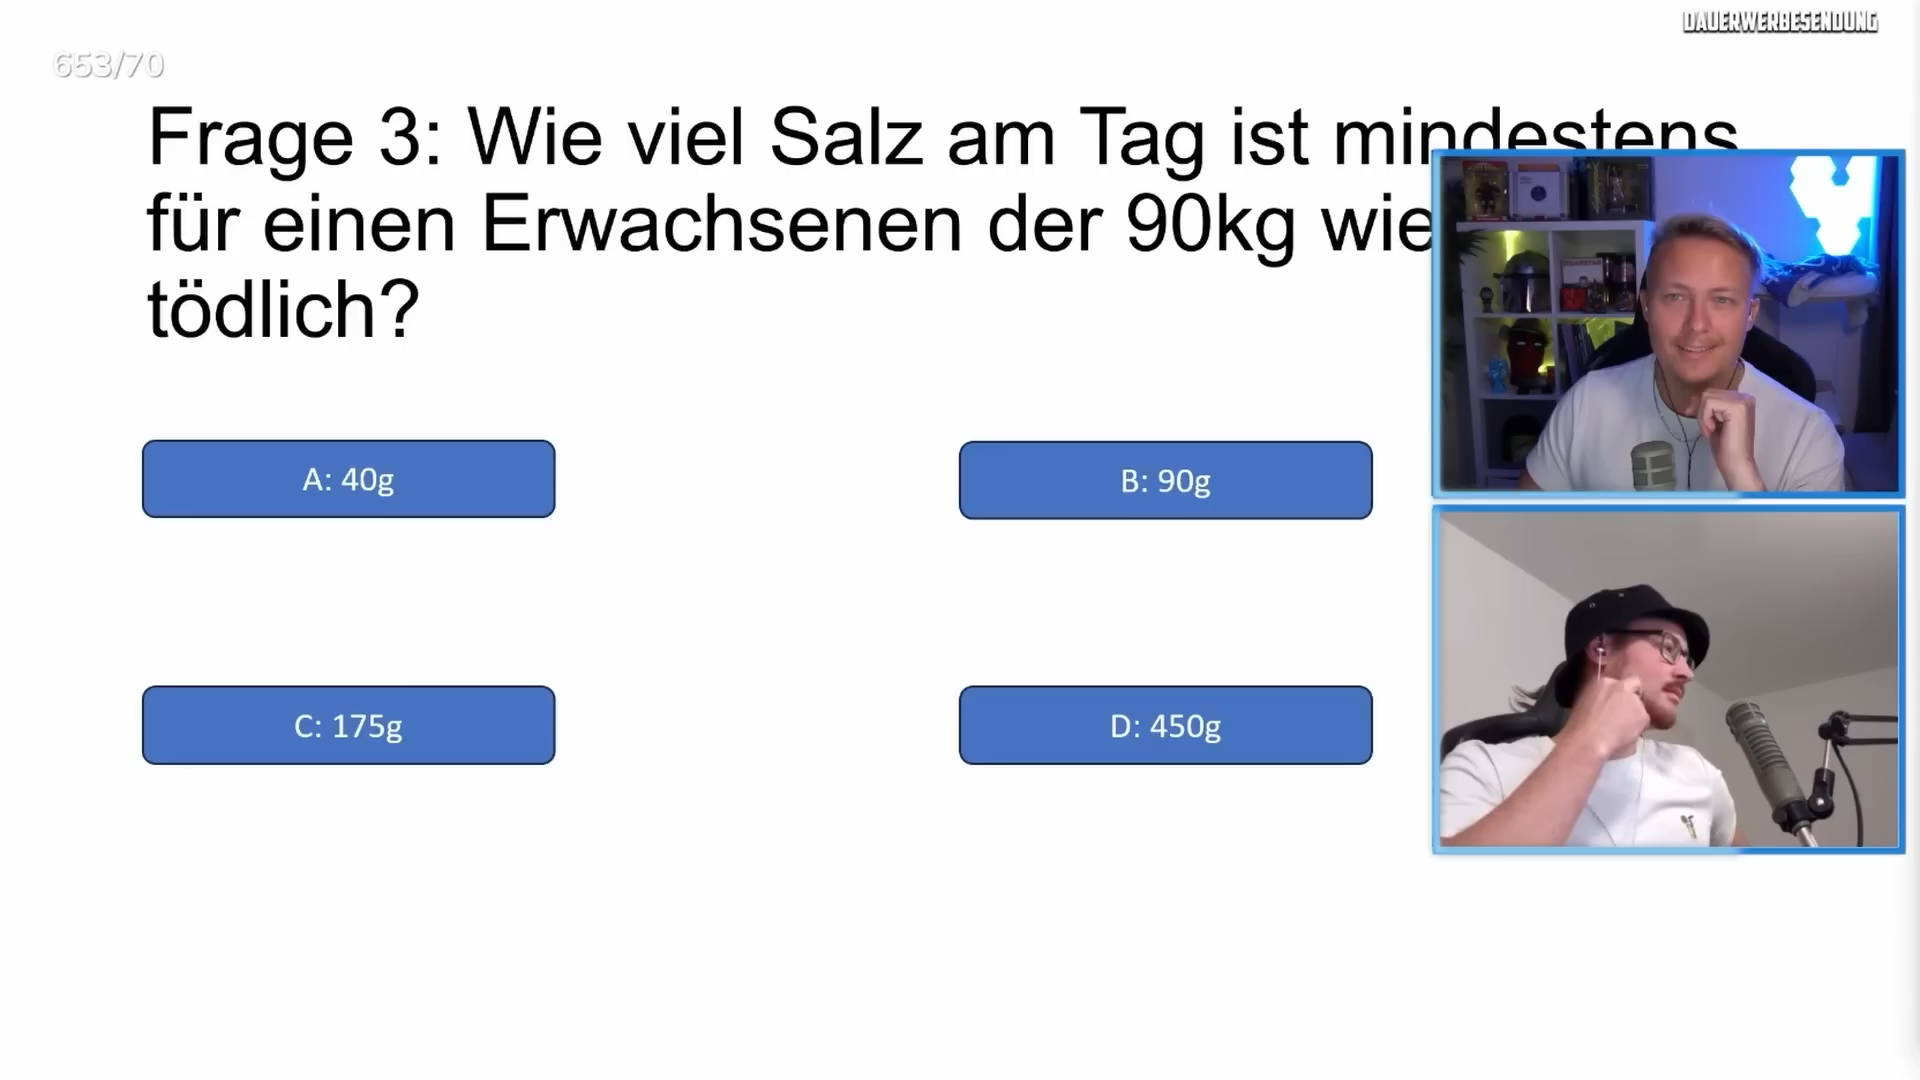 DAUERWERBESENDUNG
653/70
Frage 3: Wie viel Salz am Tag ist mindestens
für einen Erwachsenen der 90kg wie
tödlich?
A: 40g
B: 90g
C: 175g
D: 450g